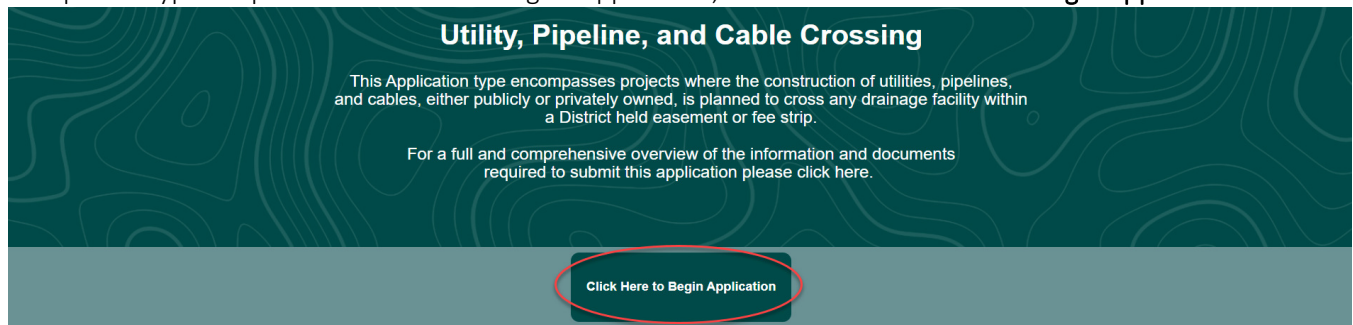 Utility, Pipeline, and Cable Crossing
This Application type encompasses projects where the construction of utilities, pipelines,
and cables, either publicly or privately owned, is planned to cross any drainage facility within
a District held easement or fee strip.
For a full and comprehensive overview of the information and documents
required to submit this application please click here.
Click Here to Begin Application